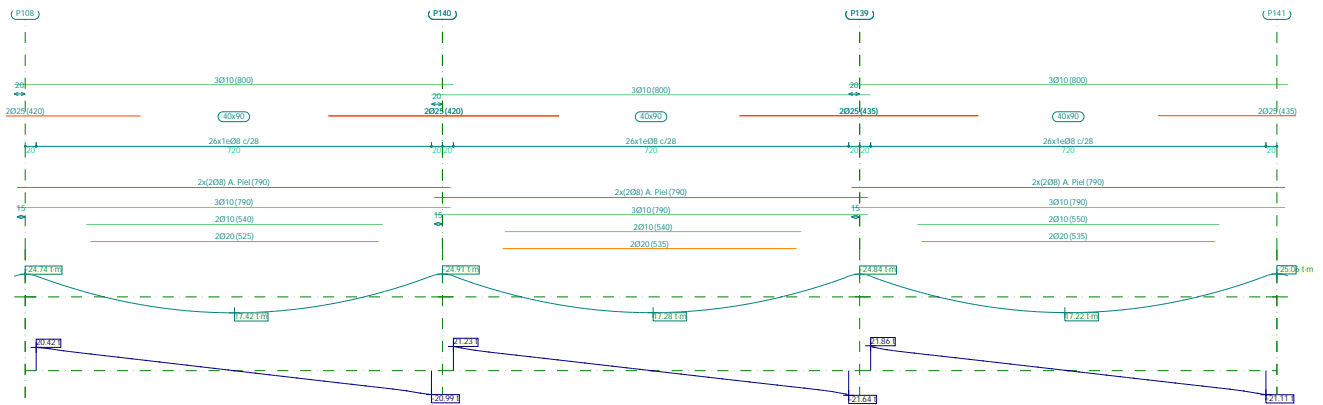 P108 P140 P139 P141
3Ø10(800) 3Ø10(800)
20 20
3Ø10(800)
20
2Ø25(420) 40x90 2Ø25(420) 40x90 2Ø25(435) 40x90 2Ø25(435)
26x1eØ8 c/28 26x1eØ8 c/28 26x1eØ8 c/28
20 720 20 20 720 20 20 720 20
2x(2Ø8) A. Piel(790) 2x(2Ø8) A. Piel(790)
2x(2Ø8) A. Piel(790)
3Ø10(790) 3Ø10(790)
15 3Ø10(790) 15
15
2Ø10(540) 2Ø10(550)
2Ø10(540)
2Ø20(525) 2Ø20(535)
2Ø20(535)
-24.74 t·m -24.91 t·m -24.84 t·m -25.06 t·m
17.42 t·m 17.28 t·m 17.22 t·m
20.42 t 21.23 t 21.86 t
-20.99 t -21.64 t -21.11 t